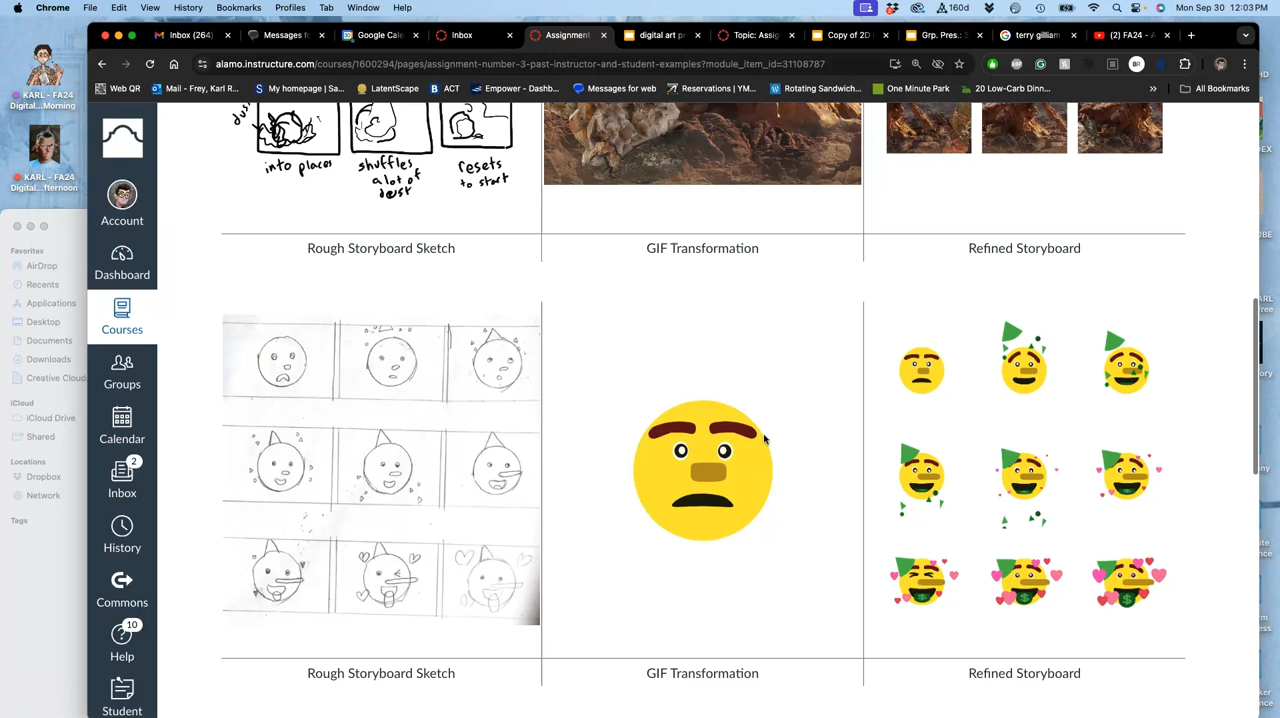 Chrome File Edit View History Bookmarks Profiles Tab Window Help
160d
Mon Sep 30 12:03 PM
Inbox (264)
Messages f
Google Cale
Inbox
Assignment
digital art pr
Topic: Assig
Copy of 2D
Grp. Pres.: 3
terry gilliam
(2) FA24 - A
alamo.instructure.com/courses/1600294/pages/assignment-number-3-past-instructor-and-student-examples?module_item_id=31108787
BR
Web QR
Mail - Frey, Karl R...
My homepage | Sa...
LatentScape
ACT
Empower - Dashbo...
Messages for web
Reservations | YM...
Rotating Sandwich...
One Minute Park
20 Low-Carb Dinn...
»
All Bookmarks
KARL - FA24
Digital...Morning
KARL - FA24
Digital...fternoon
Favorites
AirDrop
Recents
Applications
Desktop
Documents
Downloads
Creative Cloud
iCloud
iCloud Drive
Shared
Locations
Dropbox
Network
Tags
Account
Dashboard
Courses
Groups
Calendar
2
Inbox
History
Commons
10
Help
Student
into places
shuffles
a lot of
dust
resets
to start
Rough Storyboard Sketch
GIF Transformation
Refined Storyboard
Rough Storyboard Sketch
GIF Transformation
Refined Storyboard